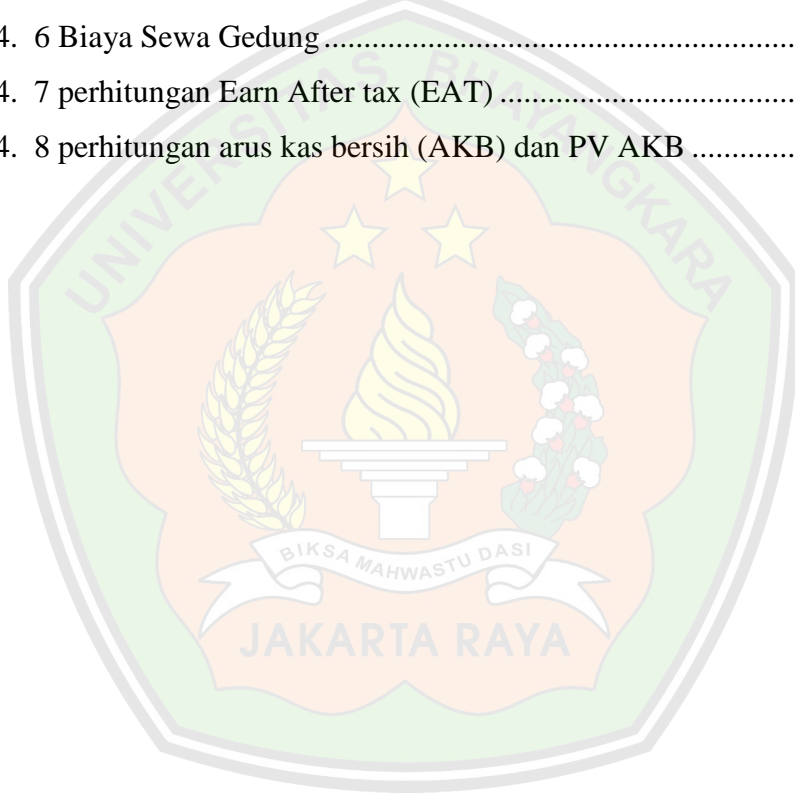 4. 6 Biaya Sewa Gedung ............................................................
4. 7 perhitungan Earn After tax (EAT) .....................................
4. 8 perhitungan arus kas bersih (AKB) dan PV AKB .............
UNIVERSITAS BHAYANGKARA
BIKSA MAHWASTU DASI
JAKARTA RAYA